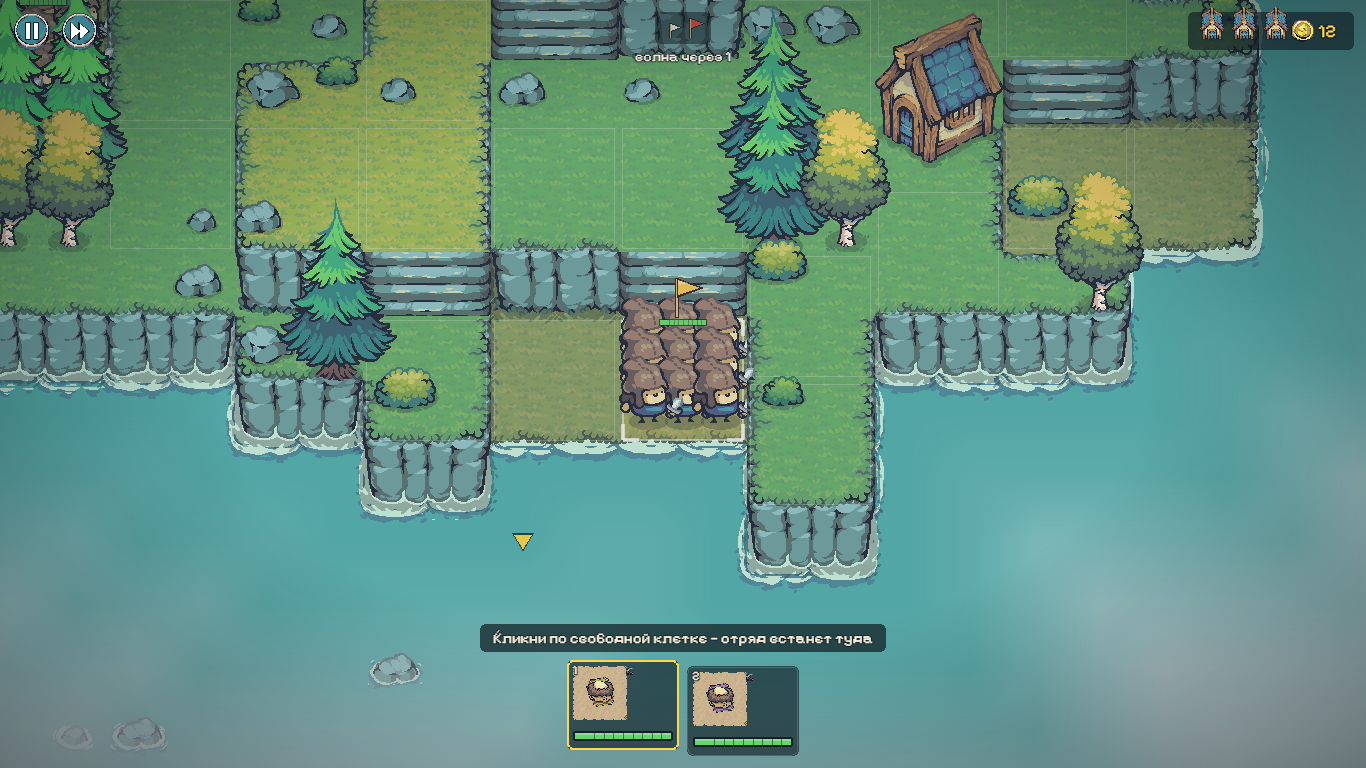 волна через 1
12
Кликни по свободной клетке – отряд встанет туда
1
2